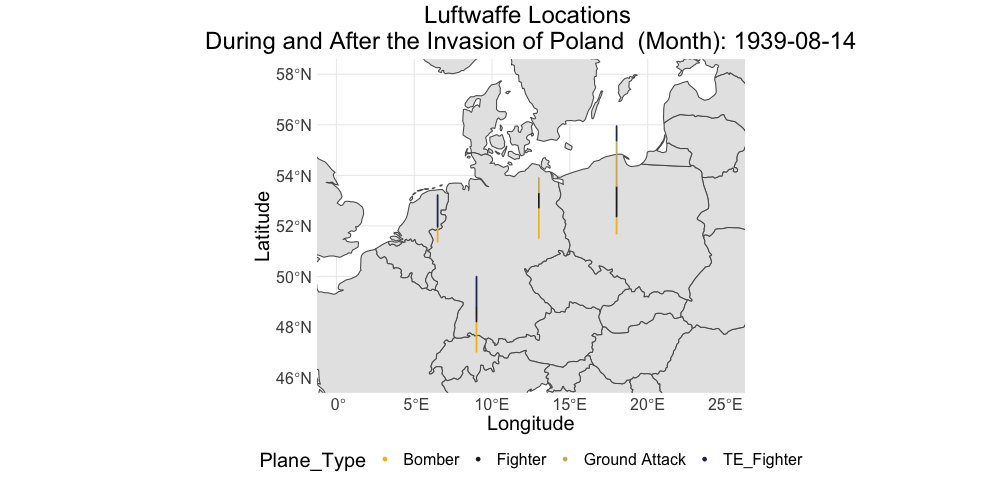 Luftwaffe Locations
During and After the Invasion of Poland  (Month): 1939-08-14
58°N
56°N
54°N
52°N
50°N
48°N
46°N
Latitude
0° 5°E 10°E 15°E 20°E 25°E
Longitude
Plane_Type Bomber Fighter Ground Attack TE_Fighter